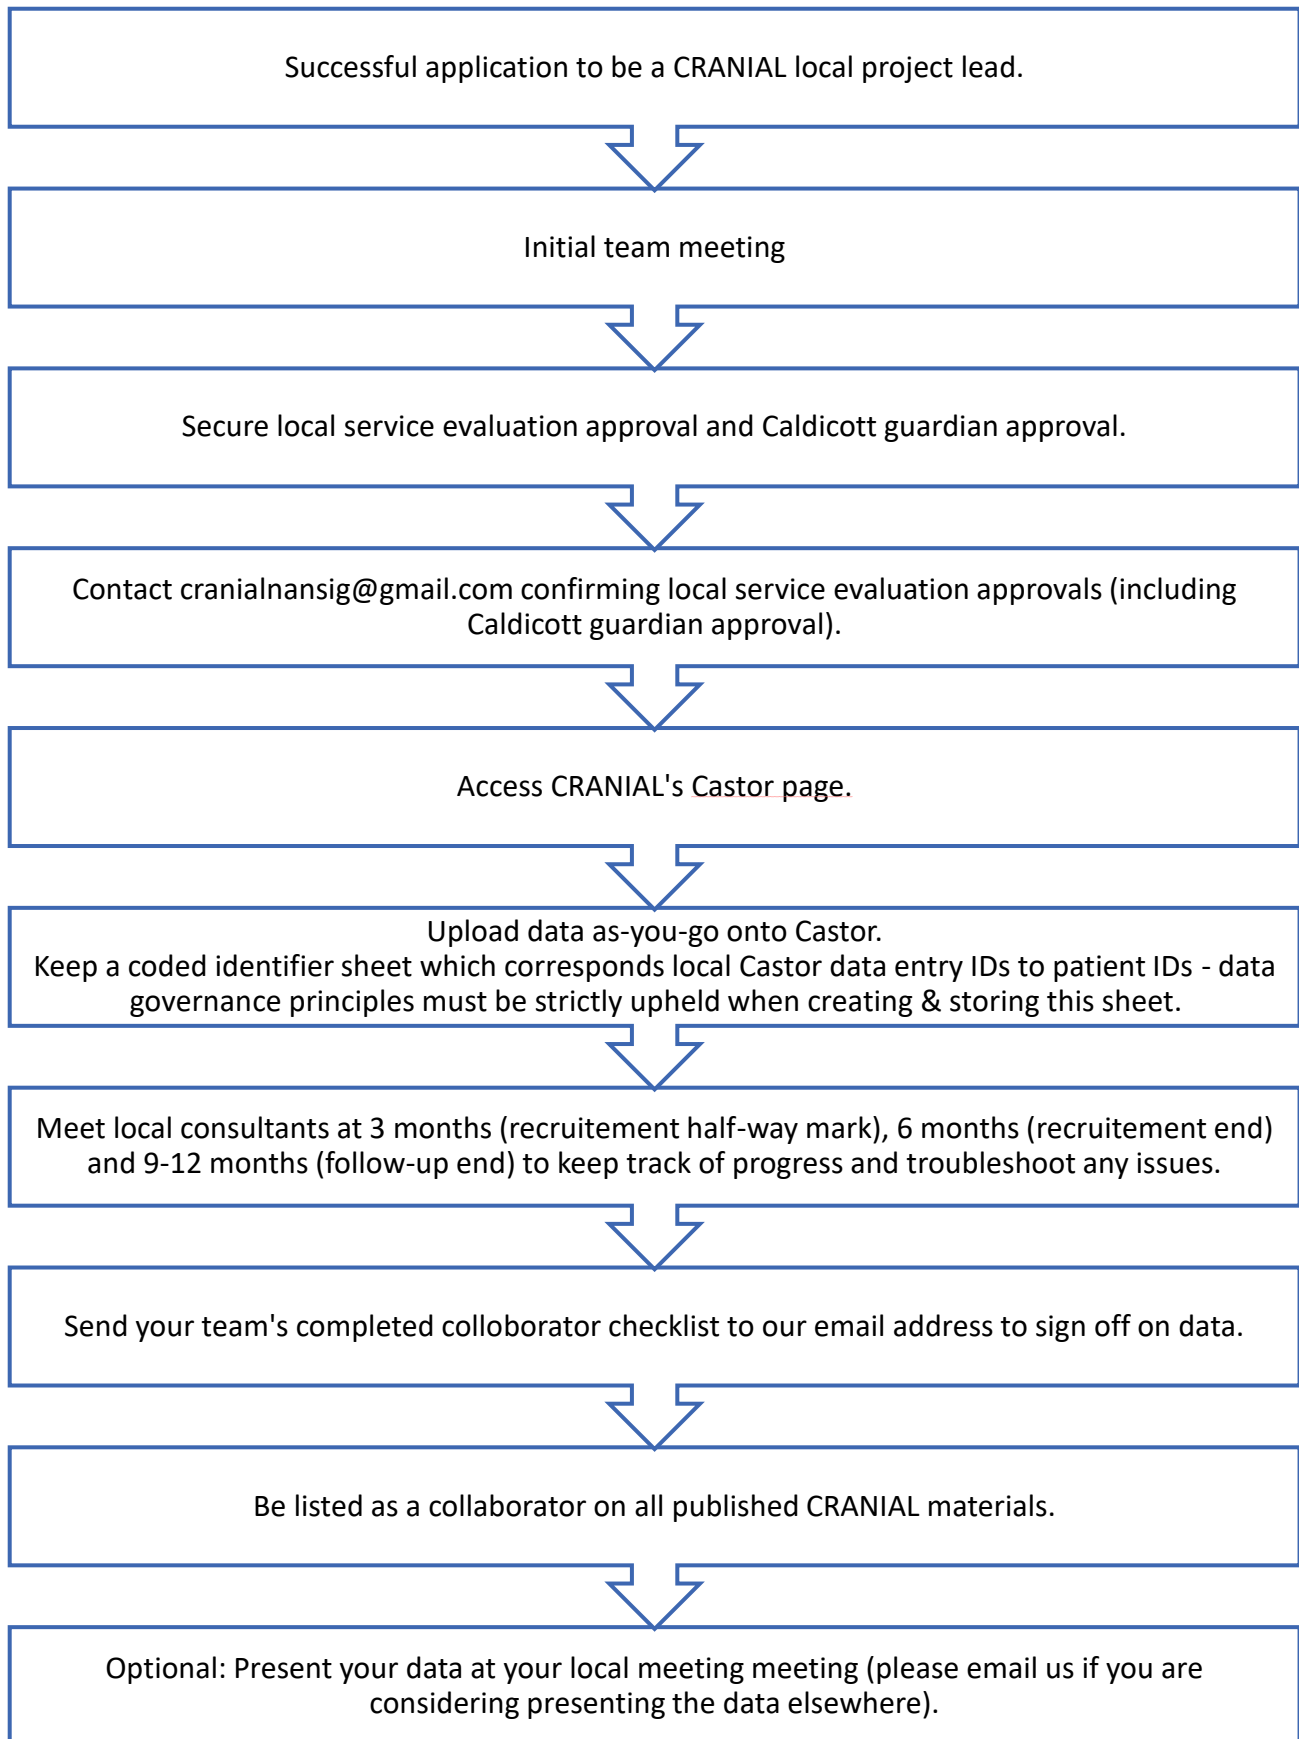 Successful application to be a CRANIAL local project lead.
Initial team meeting
Secure local service evaluation approval and Caldicott guardian approval.
Contact cranialnansig@gmail.com confirming local service evaluation approvals (including
Caldicott guardian approval).
Access CRANIAL's Castor page.
Upload data as-you-go onto Castor.
Keep a coded identifier sheet which corresponds local Castor data entry IDs to patient IDs - data
governance principles must be strictly upheld when creating & storing this sheet.
Meet local consultants at 3 months (recruitement half-way mark), 6 months (recruitement end)
and 9-12 months (follow-up end) to keep track of progress and troubleshoot any issues.
Send your team's completed colloborator checklist to our email address to sign off on data.
Be listed as a collaborator on all published CRANIAL materials.
Optional: Present your data at your local meeting meeting (please email us if you are
considering presenting the data elsewhere).